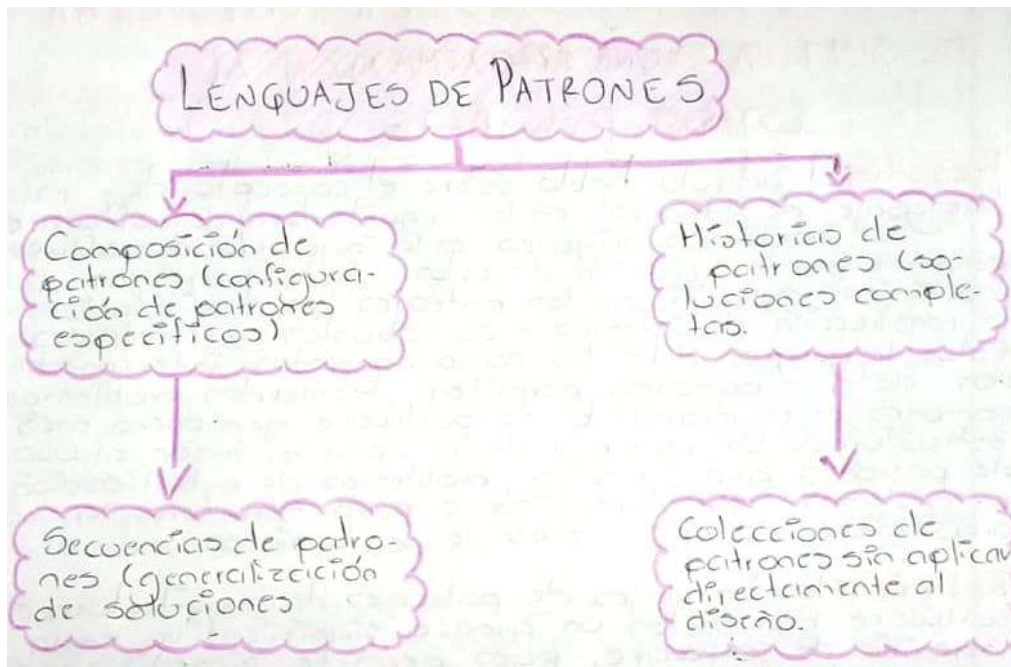 LENGUAJES DE PATRONES
Composición de
patrones (configura-
ción de patrones
específicos)
Historias de
patrones (so-
luciones comple-
tas.
Secuencias de patro-
nes (generalización
de soluciones
Colecciones de
patrones sin aplicar
directamente al
diseño.